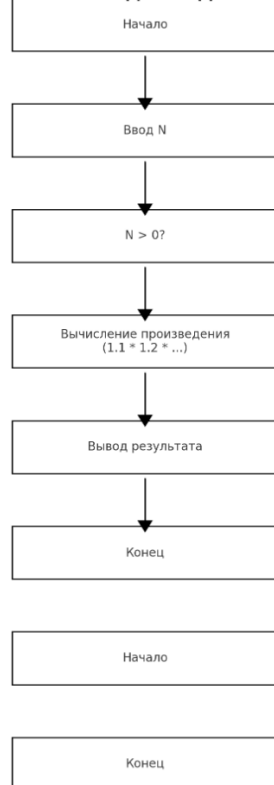 Начало
Ввод N
N > 0?
Вычисление произведения
(1.1 * 1.2 * ...)
Вывод результата
Конец
Начало
Конец